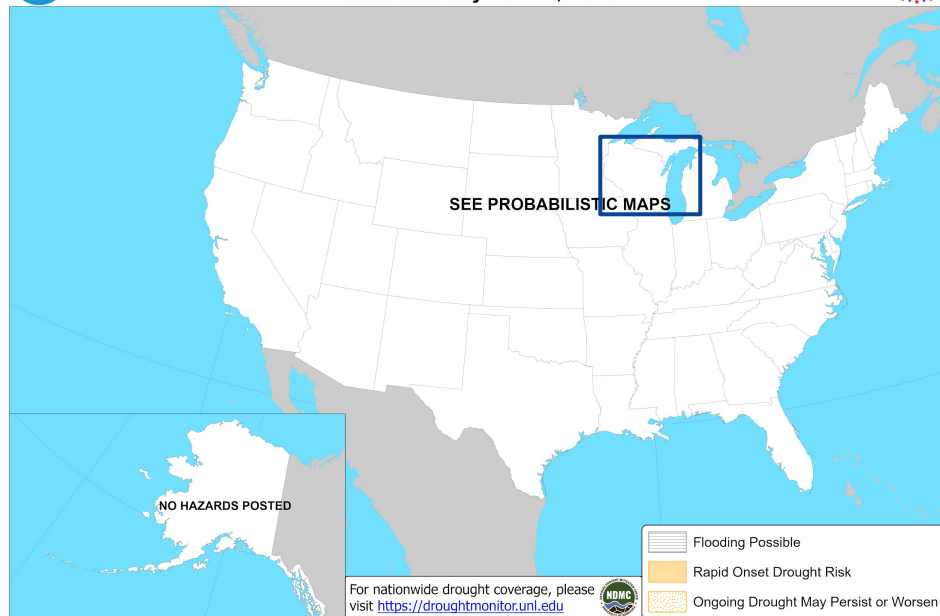 SEE PROBABILISTIC MAPS
NO HAZARDS POSTED
For nationwide drought coverage, please
visit https://droughtmonitor.unl.edu
NDMC
Flooding Possible
Rapid Onset Drought Risk
Ongoing Drought May Persist or Worsen